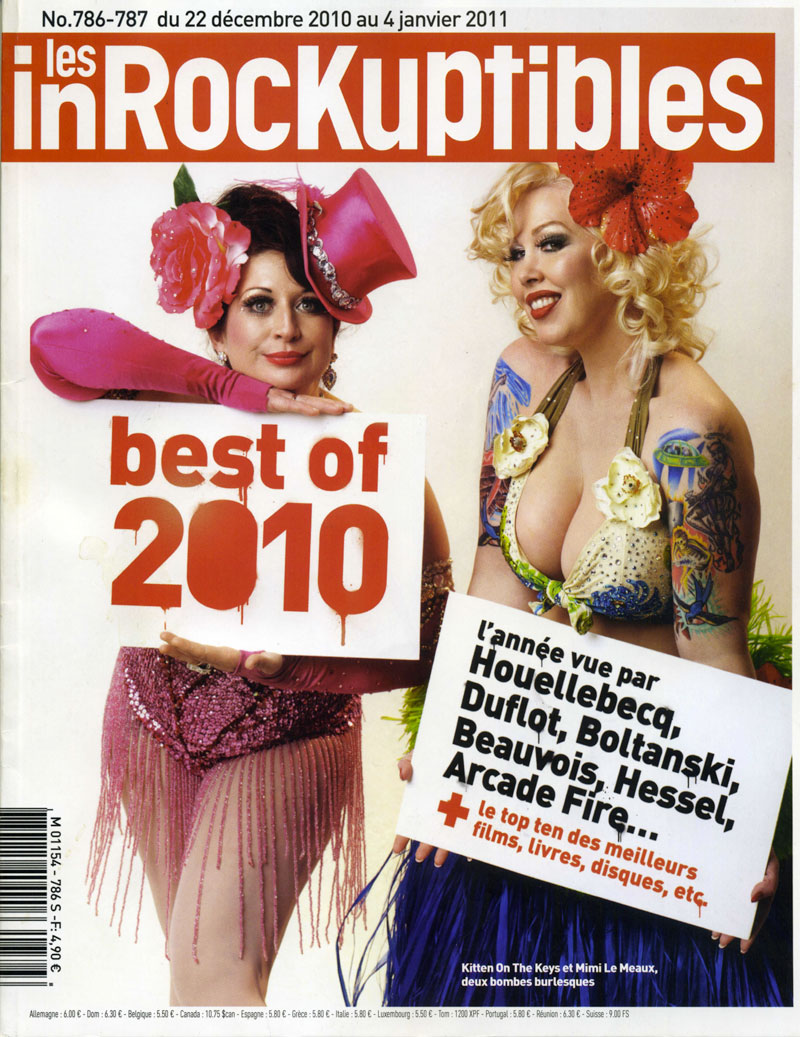 No.786-787 du 22 décembre 2010 au 4 janvier 2011
les
inRocKuptibles
best of
2010
l'année vue par
Houellebecq,
Duflot, Boltanski,
Beauvois, Hessel,
Arcade Fire...
+ le top ten des meilleurs
films, livres, disques, etc.
M 01154 - 786 S - F: 4,90 €
Kitten On The Keys et Mimi Le Meaux,
deux bombes burlesques
Allemagne : 6.00 € - Dom : 6.30 € - Belgique : 5.50 € - Canada : 10.75 $can - Espagne : 5.80 € - Grèce : 5.80 € - Italie : 5.80 € - Luxembourg : 5.50 € - Tom : 1200 XPF - Portugal : 5.80 € - Réunion : 6.30 € - Suisse : 9.00 FS